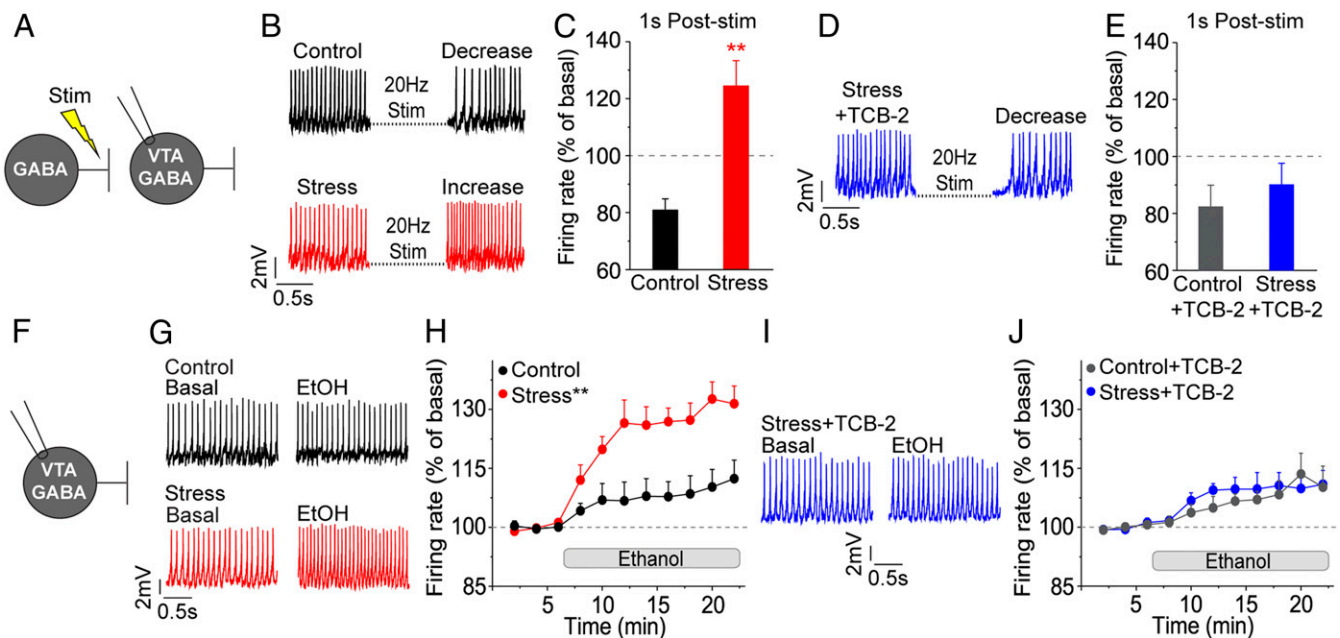 A
Stim
GABA
VTA
GABA
B
Control
Decrease
20Hz
Stim
Stress
Increase
20Hz
Stim
2mV
0.5s
C
1s Post-stim
Firing rate (% of basal)
140
120
100
80
60
**
Control
Stress
D
Stress
+TCB-2
Decrease
20Hz
Stim
2mV
0.5s
E
1s Post-stim
Firing rate (% of basal)
140
120
100
80
60
Control
+TCB-2
Stress
+TCB-2
F
VTA
GABA
G
Control
Basal
EtOH
Stress
Basal
EtOH
2mV
0.5s
H
Control
Stress**
Firing rate (% of basal)
130
115
100
85
Ethanol
5 10 15 20
Time (min)
I
Stress+TCB-2
Basal
EtOH
2mV
0.5s
J
Control+TCB-2
Stress+TCB-2
Firing rate (% of basal)
130
115
100
85
Ethanol
5 10 15 20
Time (min)